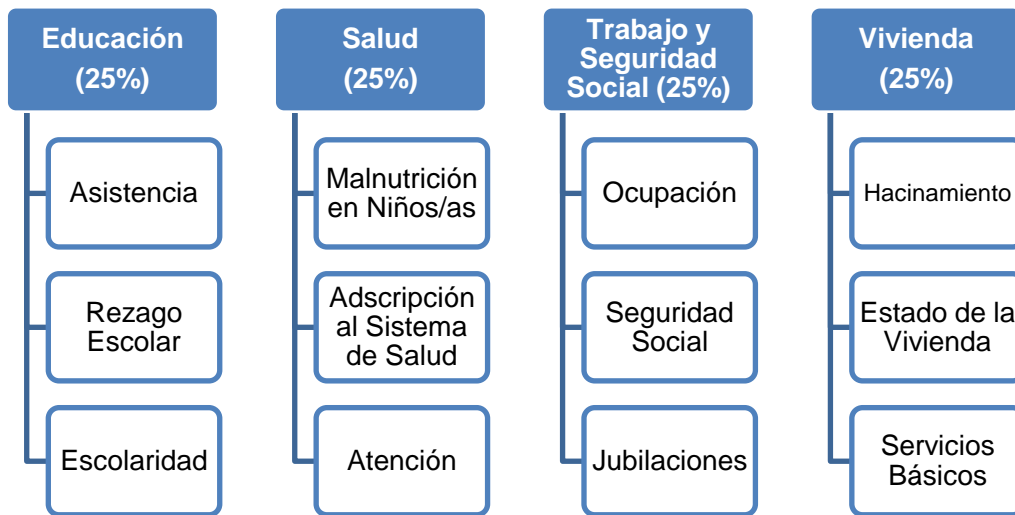 Educación
(25%)
Asistencia
Rezago
Escolar
Escolaridad
Salud
(25%)
Malnutrición
en Niños/as
Adscripción
al Sistema
de Salud
Atención
Trabajo y
Seguridad
Social (25%)
Ocupación
Seguridad
Social
Jubilaciones
Vivienda
(25%)
Hacinamiento
Estado de la
Vivienda
Servicios
Básicos